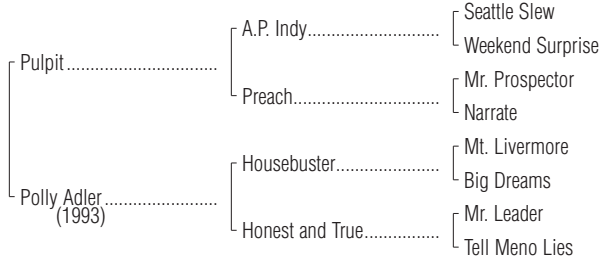 Seattle Slew
A.P. Indy
Weekend Surprise
Pulpit
Mr. Prospector
Preach
Narrate
Mt. Livermore
Housebuster
Big Dreams
Polly Adler
(1993)
Mr. Leader
Honest and True
Tell Meno Lies